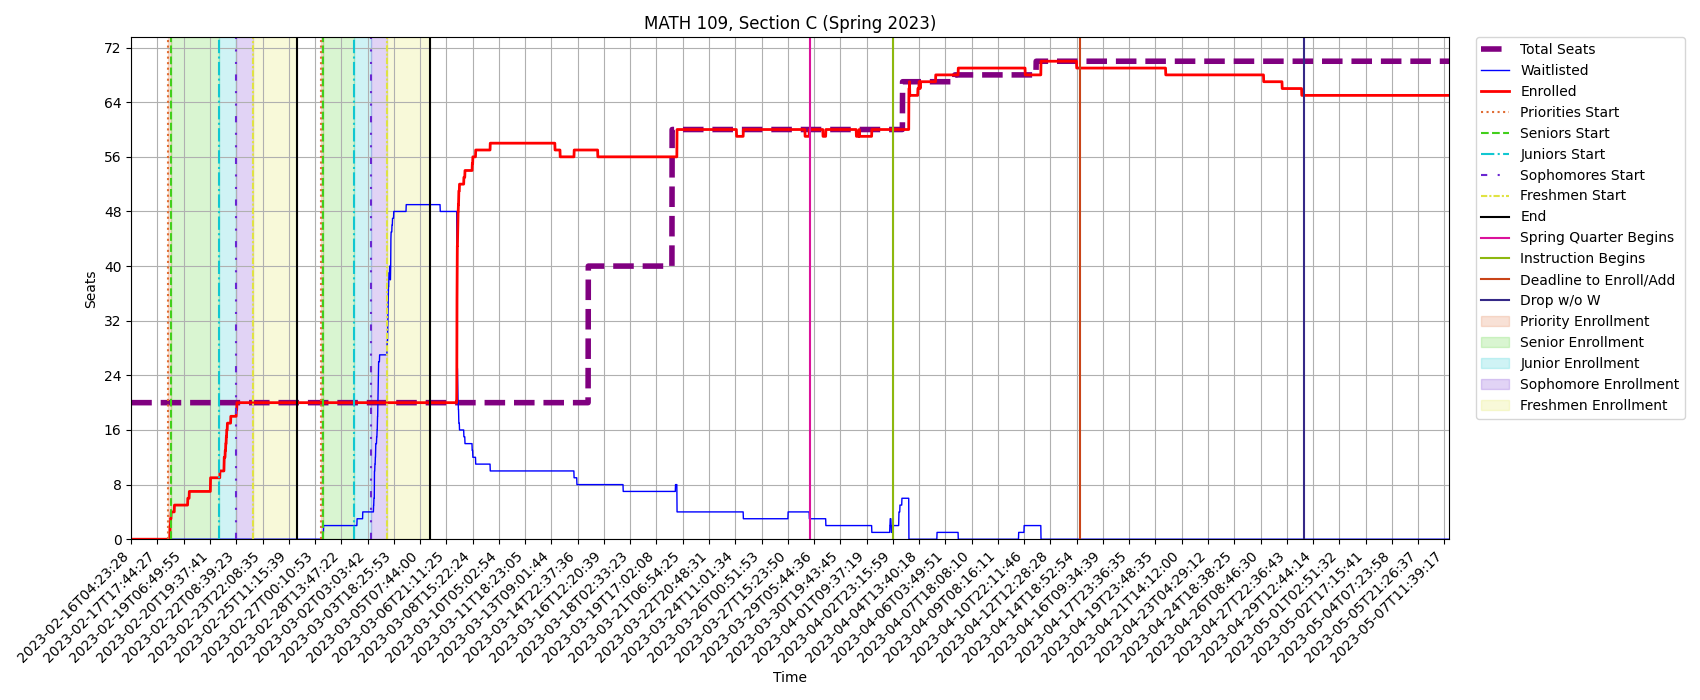 MATH 109, Section C (Spring 2023)
Seats
72
64
56
48
40
32
24
16
8
0
2023-02-16T04:23:28
2023-02-17T17:44:27
2023-02-19T06:49:55
2023-02-20T19:37:41
2023-02-22T08:39:23
2023-02-23T22:08:35
2023-02-25T11:15:39
2023-02-27T00:10:53
2023-02-28T13:47:22
2023-03-02T03:03:42
2023-03-03T18:25:53
2023-03-05T07:44:00
2023-03-06T21:11:25
2023-03-08T15:22:24
2023-03-10T05:02:54
2023-03-11T18:23:05
2023-03-13T09:01:44
2023-03-14T22:37:36
2023-03-16T12:20:39
2023-03-18T02:33:23
2023-03-19T17:02:08
2023-03-21T06:54:25
2023-03-22T20:48:31
2023-03-24T11:01:34
2023-03-26T00:51:53
2023-03-27T15:23:50
2023-03-29T05:44:36
2023-03-30T19:43:45
2023-04-01T09:37:19
2023-04-02T23:15:59
2023-04-04T13:40:18
2023-04-06T03:49:51
2023-04-07T18:08:10
2023-04-09T08:16:11
2023-04-10T22:11:46
2023-04-12T12:28:28
2023-04-14T18:52:54
2023-04-16T09:34:39
2023-04-17T23:36:35
2023-04-19T23:48:35
2023-04-21T14:12:00
2023-04-23T04:29:12
2023-04-24T18:38:25
2023-04-26T08:46:30
2023-04-27T22:36:43
2023-04-29T12:44:14
2023-05-01T02:51:32
2023-05-02T17:15:41
2023-05-04T07:23:58
2023-05-05T21:26:37
2023-05-07T11:39:17
Time
Total Seats
Waitlisted
Enrolled
Priorities Start
Seniors Start
Juniors Start
Sophomores Start
Freshmen Start
End
Spring Quarter Begins
Instruction Begins
Deadline to Enroll/Add
Drop w/o W
Priority Enrollment
Senior Enrollment
Junior Enrollment
Sophomore Enrollment
Freshmen Enrollment